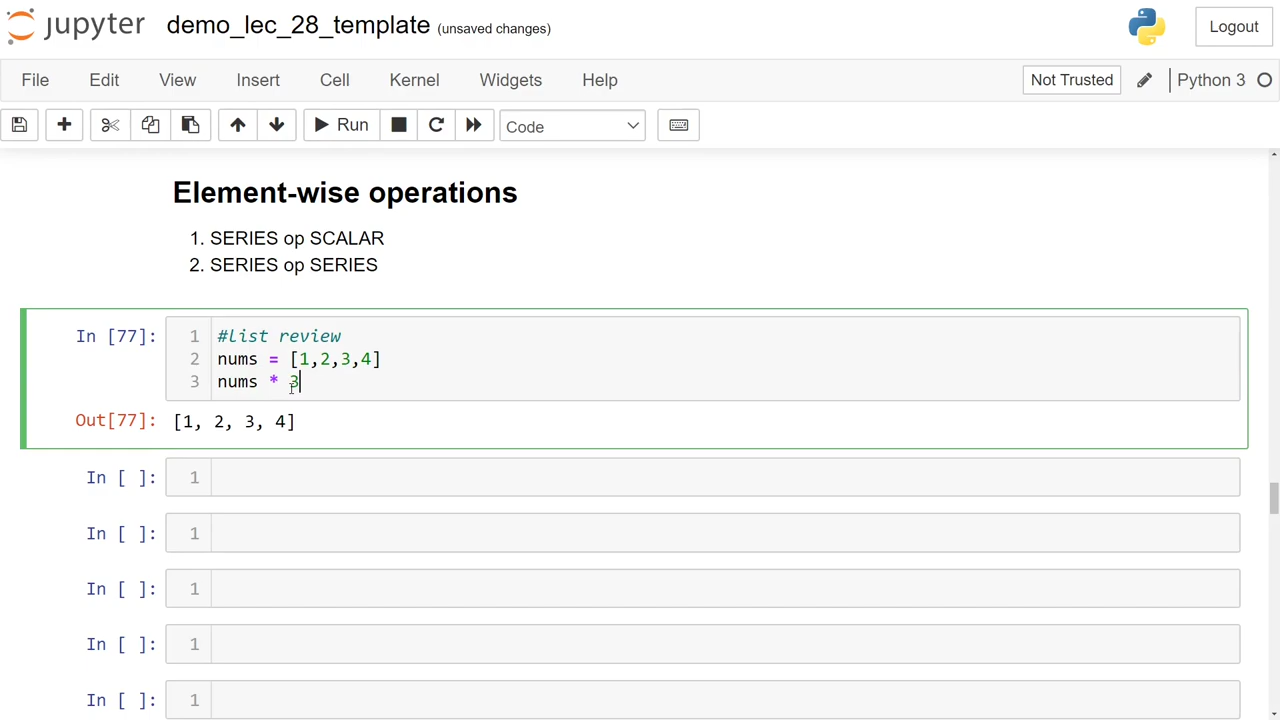 jupyter demo_lec_28_template (unsaved changes) Logout
File Edit View Insert Cell Kernel Widgets Help Not Trusted Python 3
Run Code
Element-wise operations
1. SERIES op SCALAR
2. SERIES op SERIES
In [77]: 1 #list review
2 nums = [1,2,3,4]
3 nums * 3
Out[77]: [1, 2, 3, 4]
In [ ]: 1
In [ ]: 1
In [ ]: 1
In [ ]: 1
In [ ]: 1